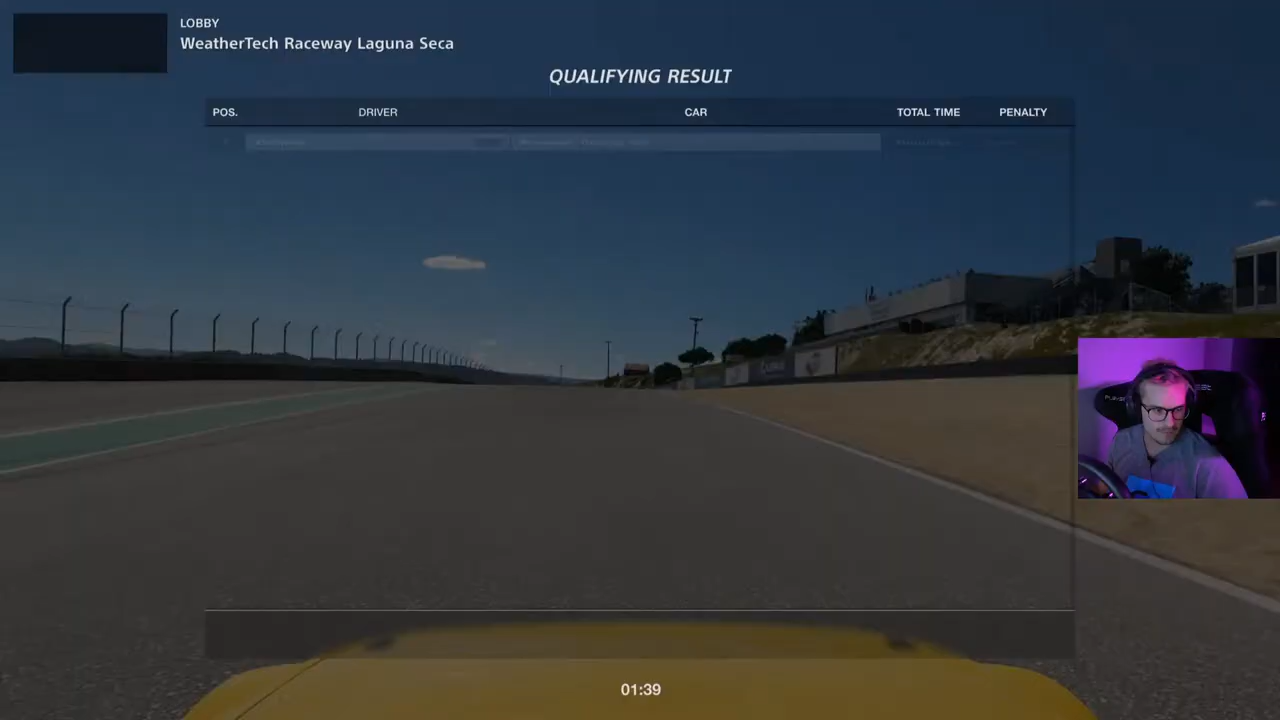 LOBBY
WeatherTech Raceway Laguna Seca
QUALIFYING RESULT
POS. DRIVER CAR TOTAL TIME PENALTY
01:39